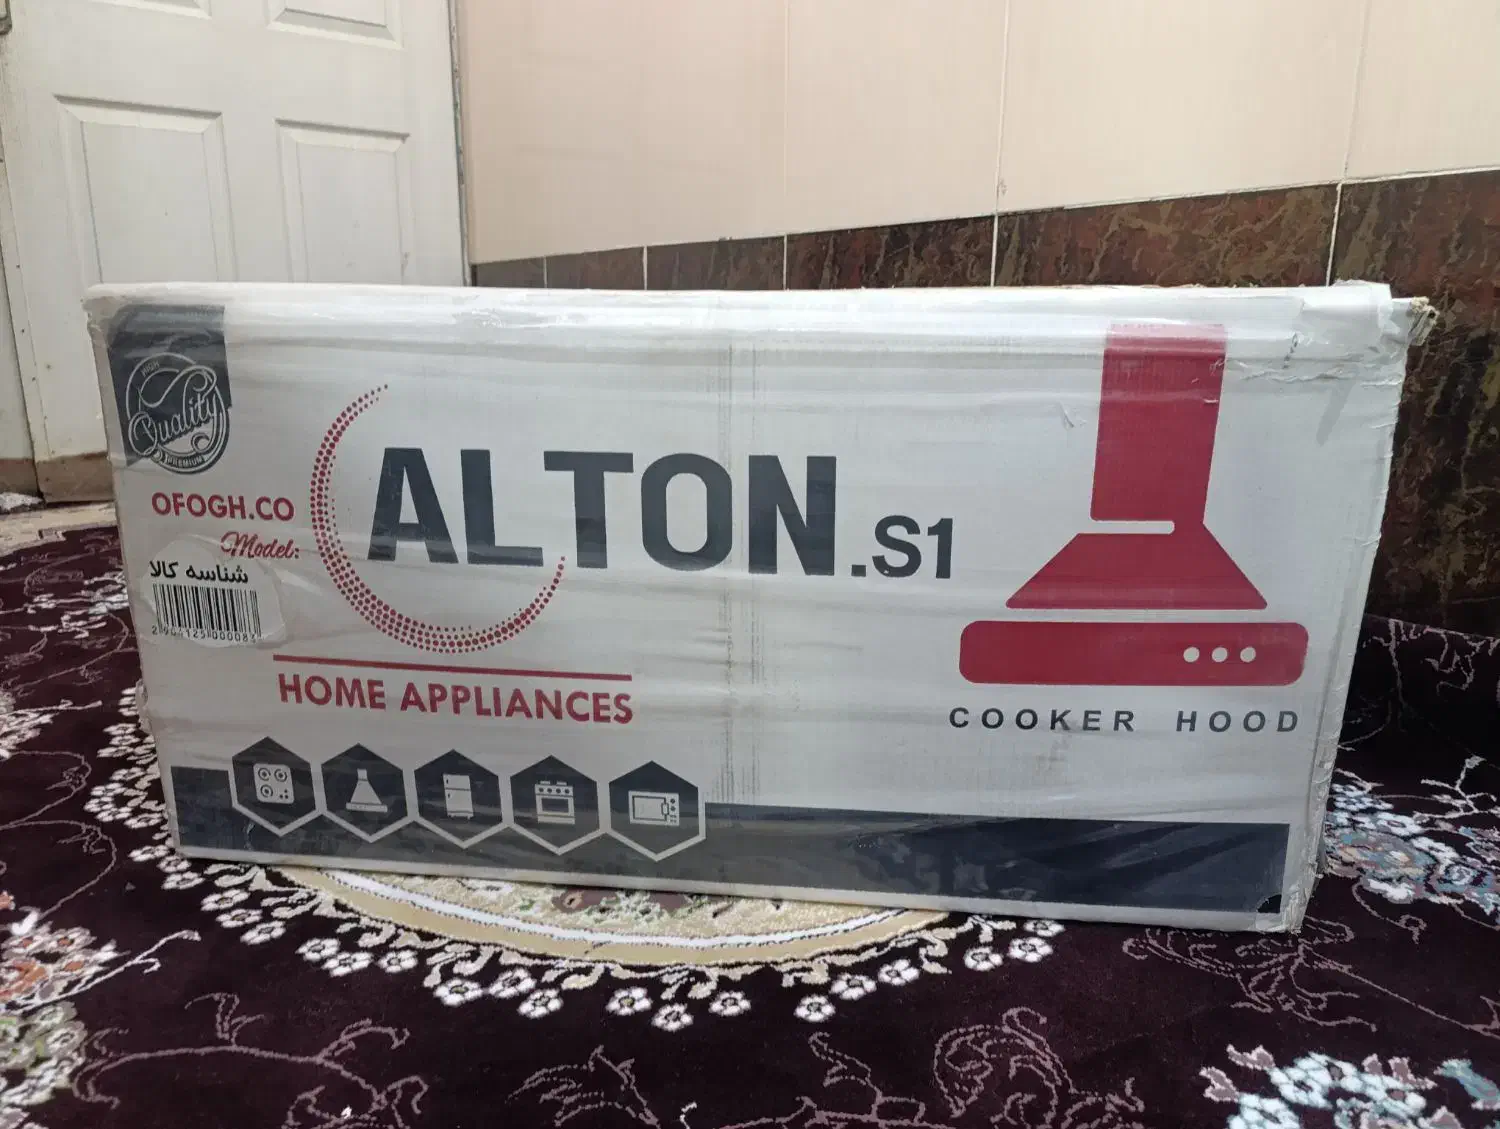 HIGH
Quality
PREMIUM
OFOGH.CO
Model:
شناسه کالا
ALTON.S1
HOME APPLIANCES
COOKER HOOD